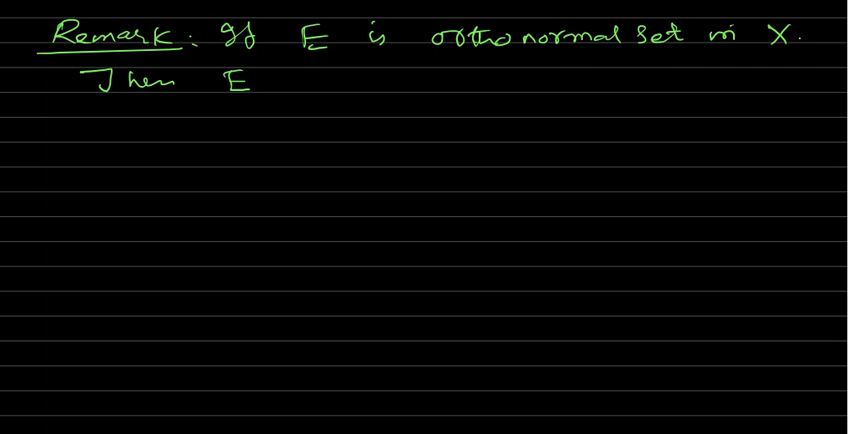 Remark: If E is orthonormal set in X.
Then E